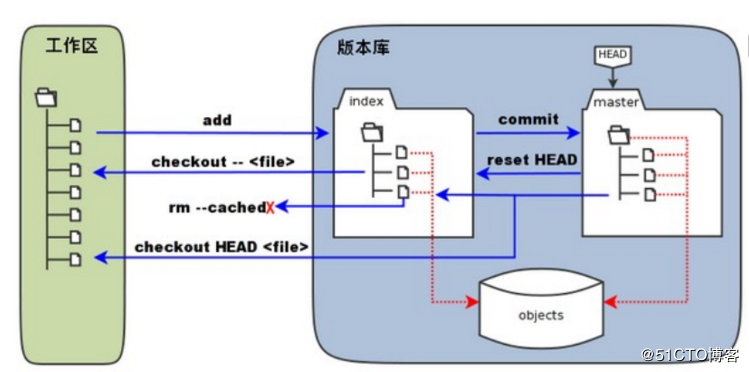 工作区
版本库
HEAD
index
master
add
commit
checkout -- <file>
reset HEAD
rm --cachedX
checkout HEAD <file>
objects
@51CTO博客